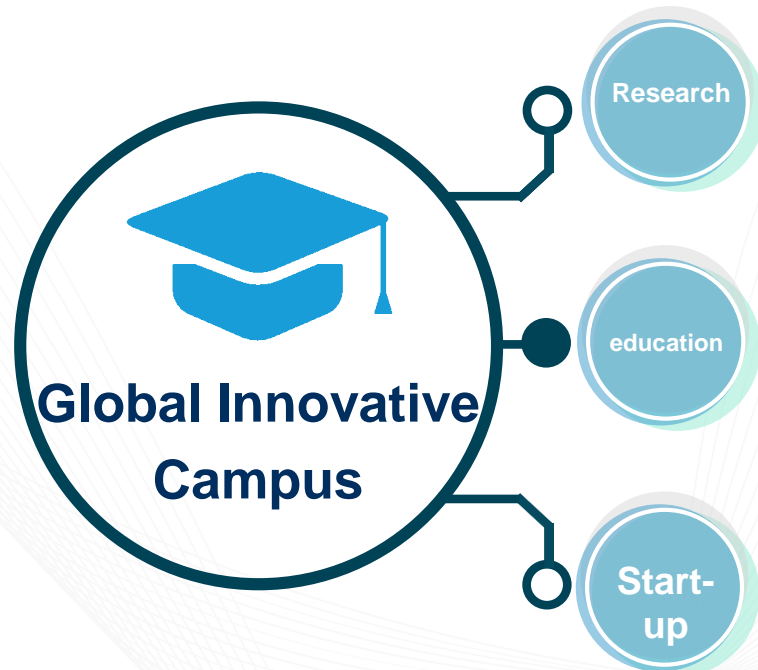 Research
Global Innovative
Campus
education
Start-
up